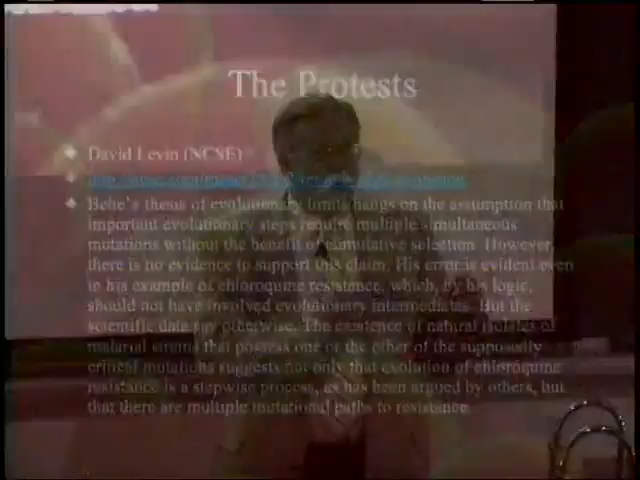 The Protests
David Levin (NCSE)
Behe's thesis of evolutionary limits hangs on the assumption that
important evolutionary steps require multiple simultaneous
mutations without the benefit of cumulative selection. However,
there is no evidence to support this claim. His error is evident even
in his example of chloroquine resistance, which, by his logic,
should not have involved evolutionary intermediates. But the
scientific data say otherwise. The existence of natural isolates of
malarial strains that possess one or the other of the supposedly
critical mutations suggests not only that evolution of chloroquine
resistance is a stepwise process, as has been argued by others, but
that there are multiple mutational paths to resistance.